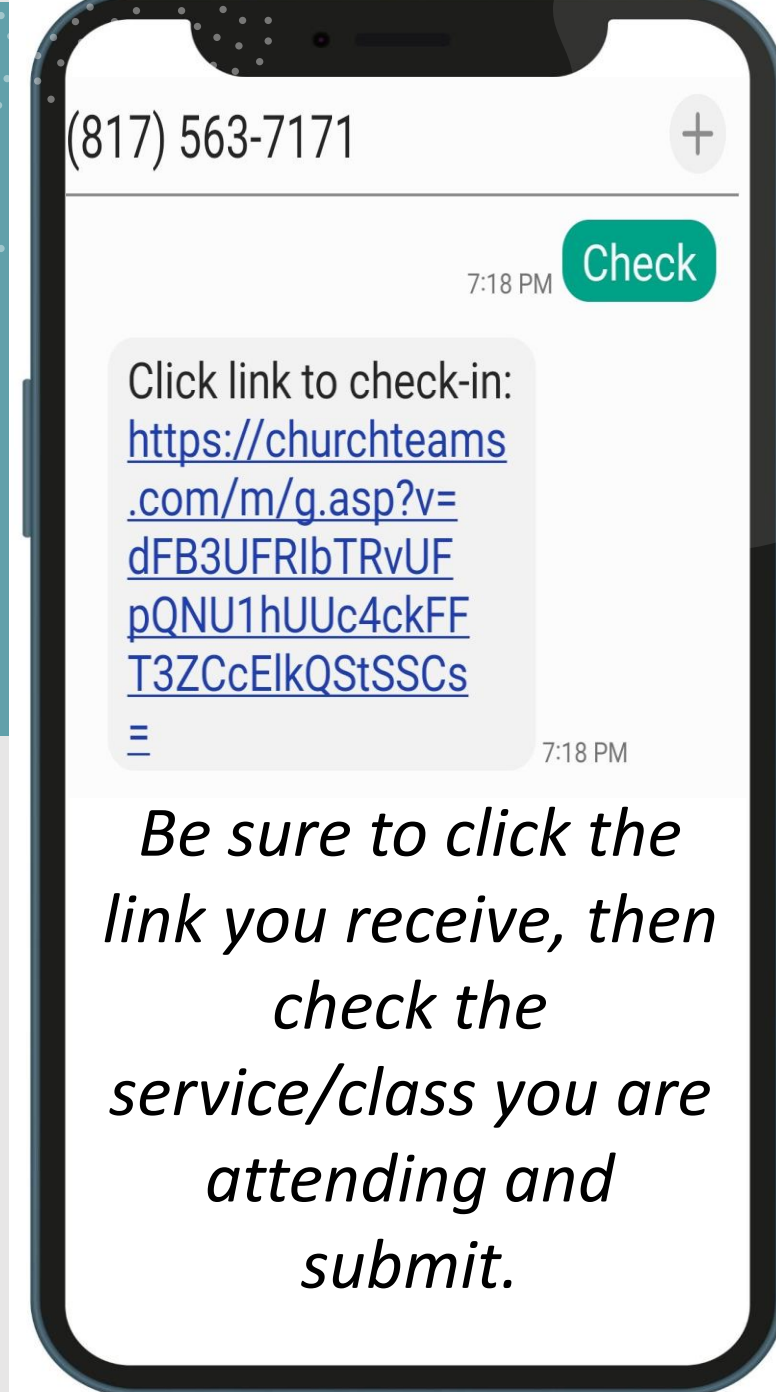 (817) 563-7171
+
Check
7:18 PM
Click link to check-in:
https://churchteams
.com/m/g.asp?v=
dFB3UFRIbTRvUF
pQNU1hUUc4ckFF
T3ZCcElkQStSSCs
=
7:18 PM
Be sure to click the
link you receive, then
check the
service/class you are
attending and
submit.